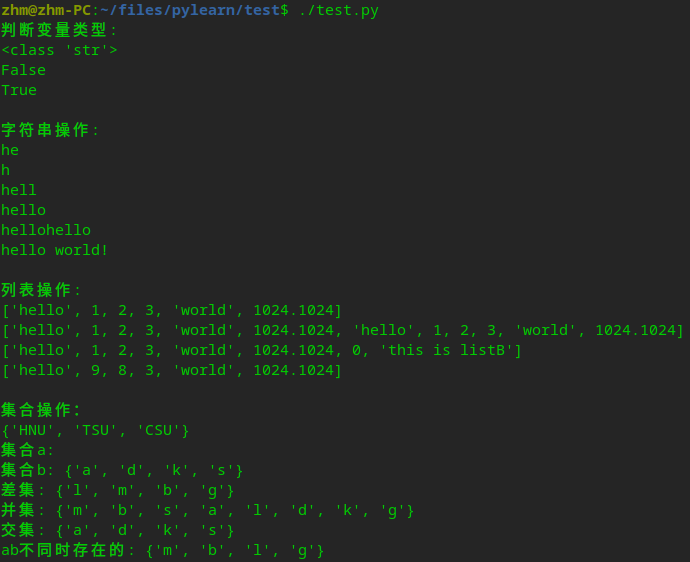 zhm@zhm-PC:~/files/pylearn/test$ ./test.py
判断变量类型：
<class 'str'>
False
True
字符串操作：
he
h
hell
hello
hellohello
hello world!
列表操作：
['hello', 1, 2, 3, 'world', 1024.1024]
['hello', 1, 2, 3, 'world', 1024.1024, 'hello', 1, 2, 3, 'world', 1024.1024]
['hello', 1, 2, 3, 'world', 1024.1024, 0, 'this is listB']
['hello', 9, 8, 3, 'world', 1024.1024]
集合操作：
{'HNU', 'TSU', 'CSU'}
集合a:
集合b: {'a', 'd', 'k', 's'}
差集: {'l', 'm', 'b', 'g'}
并集: {'m', 'b', 's', 'a', 'l', 'd', 'k', 'g'}
交集: {'a', 'd', 'k', 's'}
ab不同时存在的: {'m', 'b', 'l', 'g'}